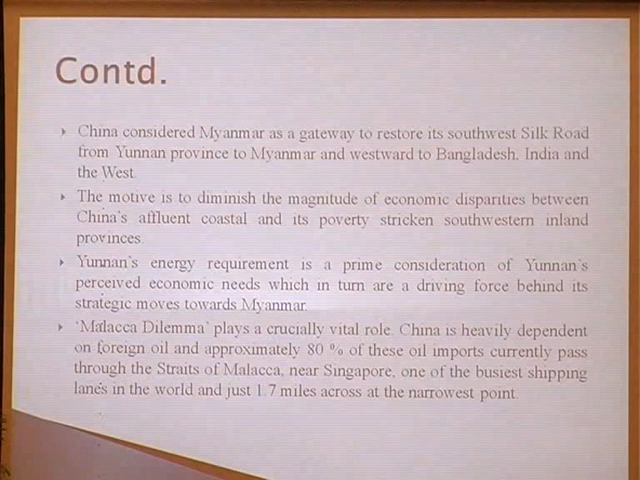 Contd.
China considered Myanmar as a gateway to restore its southwest Silk Road
from Yunnan province to Myanmar and westward to Bangladesh, India and
the West.
The motive is to diminish the magnitude of economic disparities between
China's affluent coastal and its poverty stricken southwestern inland
provinces.
Yunnan's energy requirement is a prime consideration of Yunnan's
perceived economic needs which in turn are a driving force behind its
strategic moves towards Myanmar.
'Malacca Dilemma' plays a crucially vital role. China is heavily dependent
on foreign oil and approximately 80 % of these oil imports currently pass
through the Straits of Malacca, near Singapore, one of the busiest shipping
lanes in the world and just 1.7 miles across at the narrowest point.